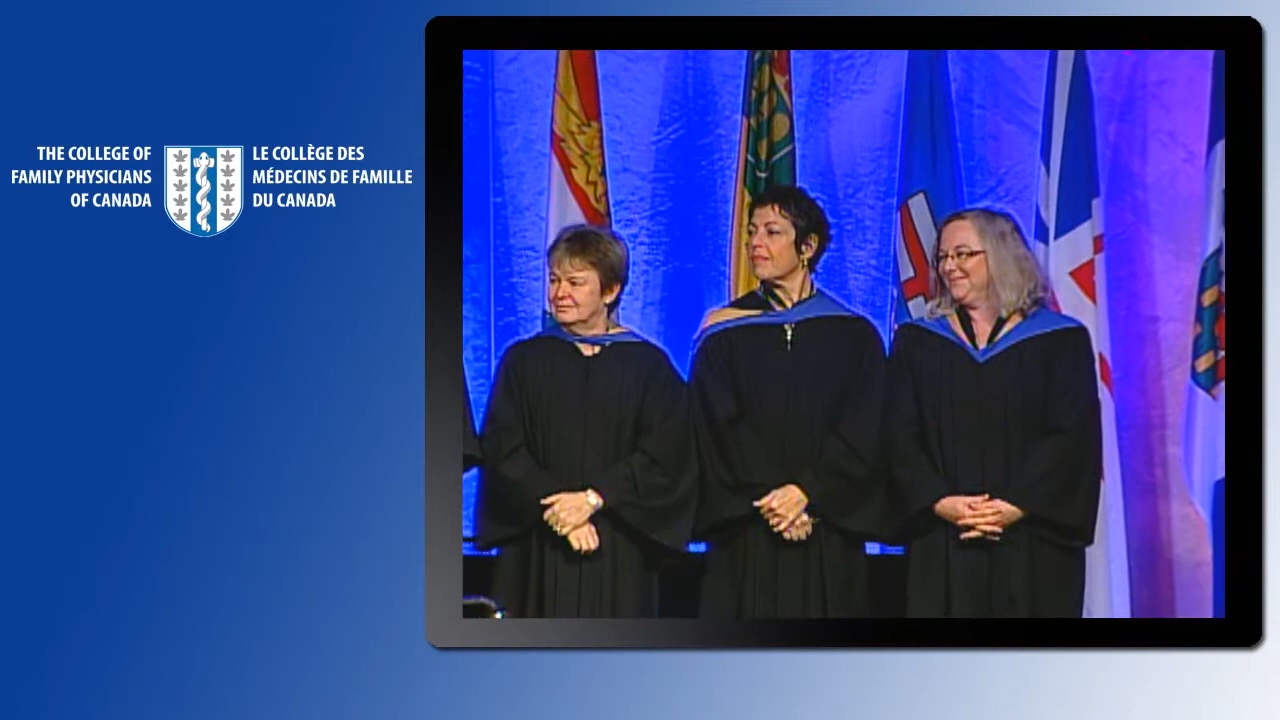 THE COLLEGE OF
FAMILY PHYSICIANS
OF CANADA
LE COLLÈGE DES
MÉDECINS DE FAMILLE
DU CANADA